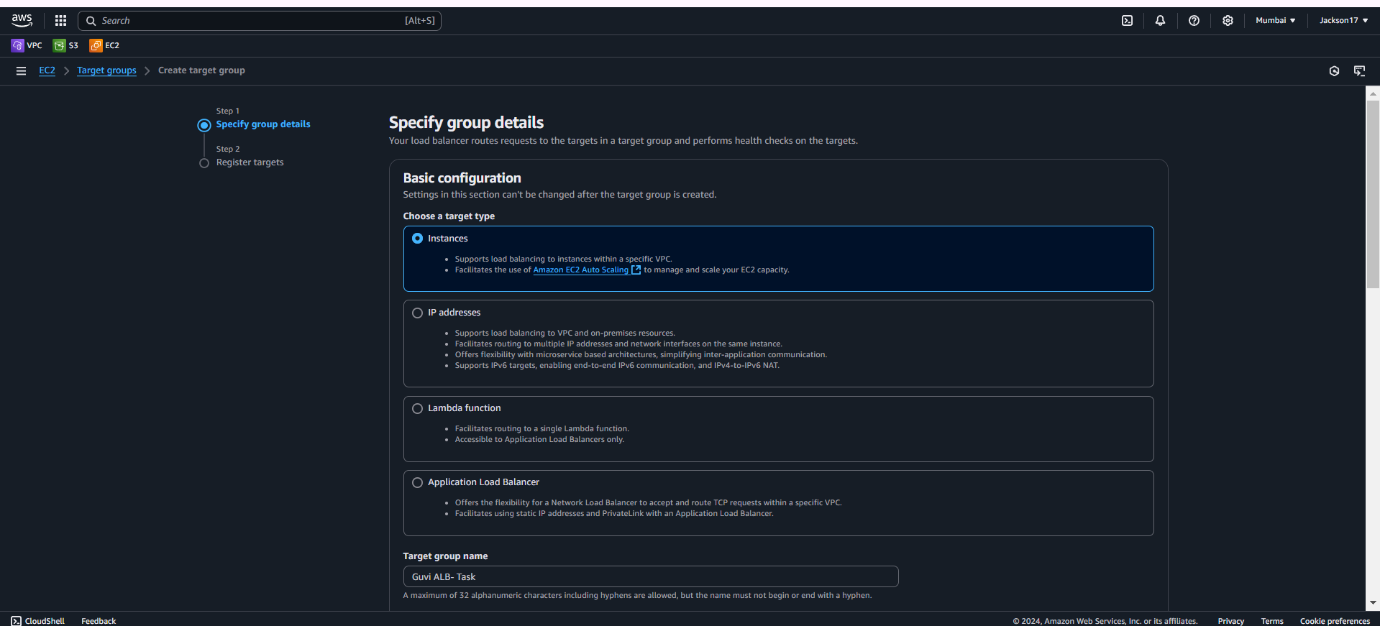 aws
Search [Alt+S]
Mumbai ▼ Jackson17 ▼
VPC S3 EC2
EC2 > Target groups > Create target group
Step 1
Specify group details
Step 2
Register targets
Specify group details
Your load balancer routes requests to the targets in a target group and performs health checks on the targets.
Basic configuration
Settings in this section can't be changed after the target group is created.
Choose a target type
Instances
• Supports load balancing to instances within a specific VPC.
• Facilitates the use of Amazon EC2 Auto Scaling to manage and scale your EC2 capacity.
IP addresses
• Supports load balancing to VPC and on-premises resources.
• Facilitates routing to multiple IP addresses and network interfaces on the same instance.
• Offers flexibility with microservice based architectures, simplifying inter-application communication.
• Supports IPv6 targets, enabling end-to-end IPv6 communication, and IPv4-to-IPv6 NAT.
Lambda function
• Facilitates routing to a single Lambda function.
• Accessible to Application Load Balancers only.
Application Load Balancer
• Offers the flexibility for a Network Load Balancer to accept and route TCP requests within a specific VPC.
• Facilitates using static IP addresses and PrivateLink with an Application Load Balancer.
Target group name
Guvi ALB- Task
A maximum of 32 alphanumeric characters including hyphens are allowed, but the name must not begin or end with a hyphen.
CloudShell Feedback © 2024, Amazon Web Services, Inc. or its affiliates. Privacy Terms Cookie preferences